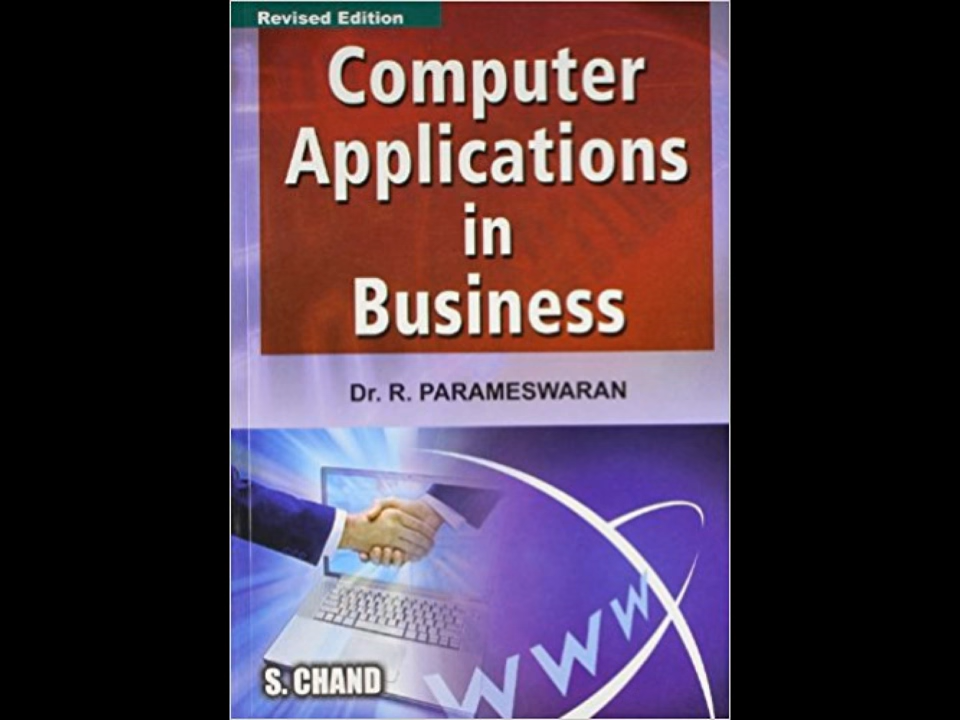 Revised Edition
Computer
Applications
in
Business
Dr. R. PARAMESWARAN
WWW
S. CHAND